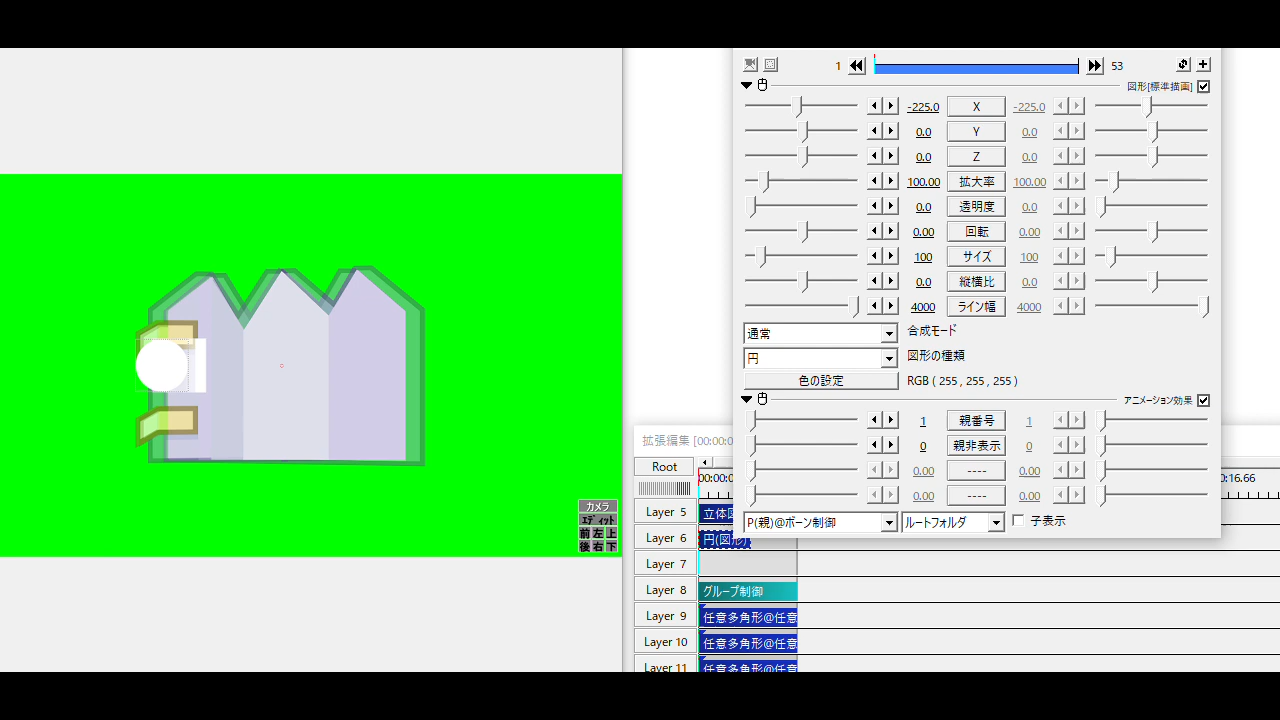 1 53
図形[標準描画]
-225.0 X -225.0
0.0 Y 0.0
0.0 Z 0.0
100.00 拡大率 100.00
0.0 透明度 0.0
0.00 回転 0.00
100 サイズ 100
0.0 縦横比 0.0
4000 ライン幅 4000
通常 合成モード
円 図形の種類
色の設定 RGB ( 255 , 255 , 255 )
アニメーション効果
1 親番号 1
0 親非表示 0
0.00 ---- 0.00
0.00 ---- 0.00
P(親)@ボーン制御 ルートフォルダ 子表示
カメラ
ｴﾃﾞｨｯﾄ
前 左 上
後 右 下
拡張編集 [00:00:0
Root
00:00:0 0:16.66
Layer 5 立体図
Layer 6 円(図形)
Layer 7
Layer 8 グループ制御
Layer 9 任意多角形@任意
Layer 10 任意多角形@任意
Layer 11 任意多角形@任意